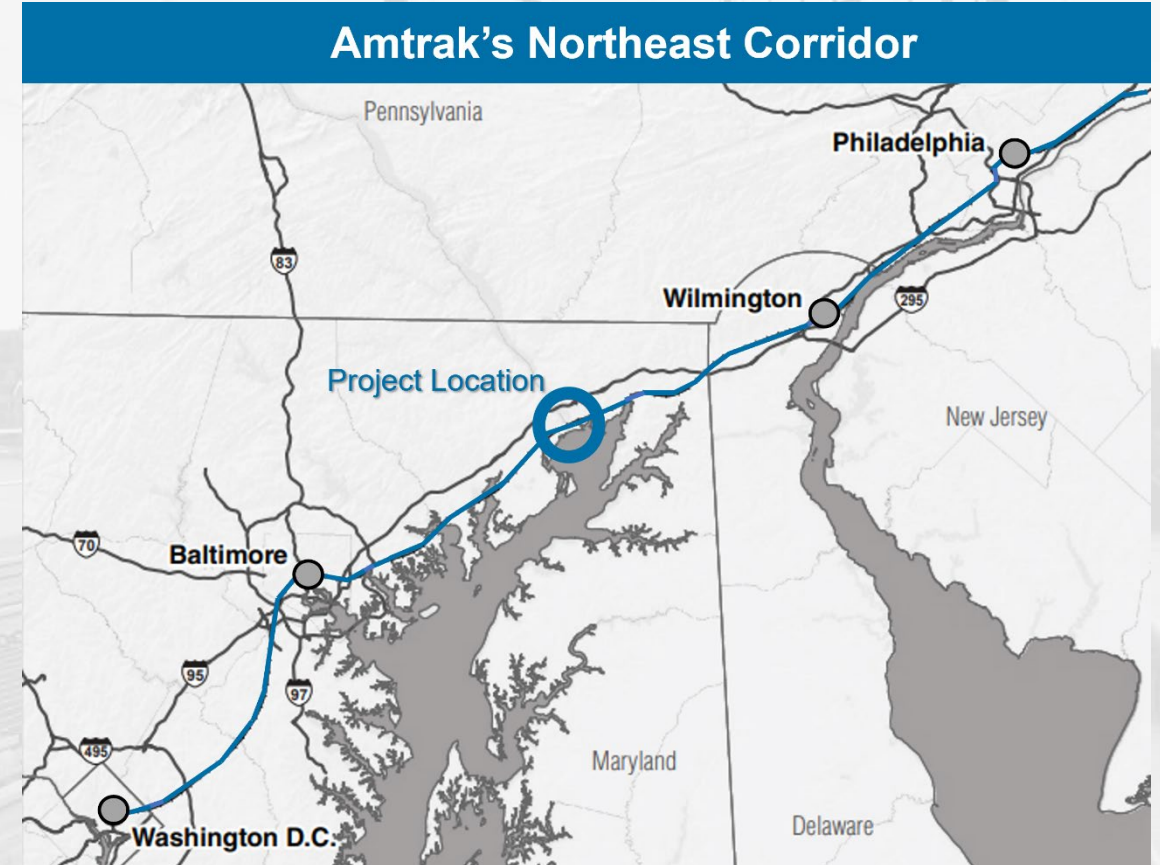 Amtrak’s Northeast Corridor
Pennsylvania
Philadelphia
83
Wilmington
295
Project Location
New Jersey
70
Baltimore
95
97
495
Maryland
Washington D.C.
Delaware